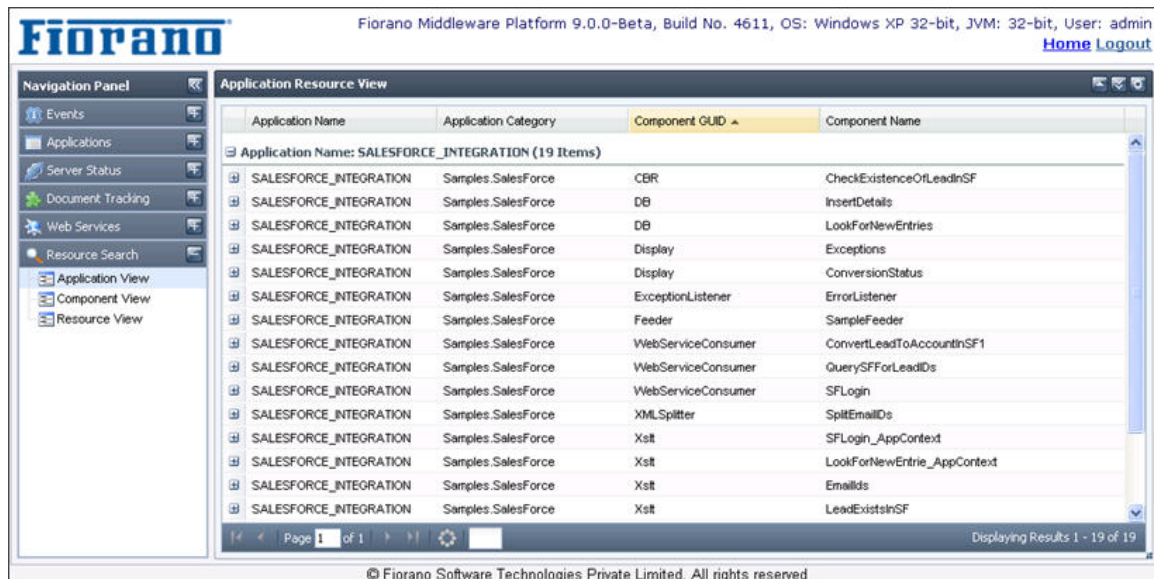 Fiorano
Fiorano Middleware Platform 9.0.0-Beta, Build No. 4611, OS: Windows XP 32-bit, JVM: 32-bit, User: admin
Home Logout
Navigation Panel
Events
Applications
Server Status
Document Tracking
Web Services
Resource Search
Application View
Component View
Resource View
Application Resource View
Application Name Application Category Component GUID Component Name
Application Name: SALESFORCE_INTEGRATION (19 Items)
SALESFORCE_INTEGRATION Samples.SalesForce CBR CheckExistenceOfLeadInSF
SALESFORCE_INTEGRATION Samples.SalesForce DB InsertDetails
SALESFORCE_INTEGRATION Samples.SalesForce DB LookForNewEntries
SALESFORCE_INTEGRATION Samples.SalesForce Display Exceptions
SALESFORCE_INTEGRATION Samples.SalesForce Display ConversionStatus
SALESFORCE_INTEGRATION Samples.SalesForce ExceptionListener ErrorListener
SALESFORCE_INTEGRATION Samples.SalesForce Feeder SampleFeeder
SALESFORCE_INTEGRATION Samples.SalesForce WebServiceConsumer ConvertLeadToAccountInSF1
SALESFORCE_INTEGRATION Samples.SalesForce WebServiceConsumer QuerySFForLeadIDs
SALESFORCE_INTEGRATION Samples.SalesForce WebServiceConsumer SFLogin
SALESFORCE_INTEGRATION Samples.SalesForce XMLSplitter SplitEmailIDs
SALESFORCE_INTEGRATION Samples.SalesForce Xslt SFLogin_AppContext
SALESFORCE_INTEGRATION Samples.SalesForce Xslt LookForNewEntrie_AppContext
SALESFORCE_INTEGRATION Samples.SalesForce Xslt EmailIds
SALESFORCE_INTEGRATION Samples.SalesForce Xslt LeadExistsInSF
Page 1 of 1
Displaying Results 1 - 19 of 19
© Fiorano Software Technologies Private Limited. All rights reserved